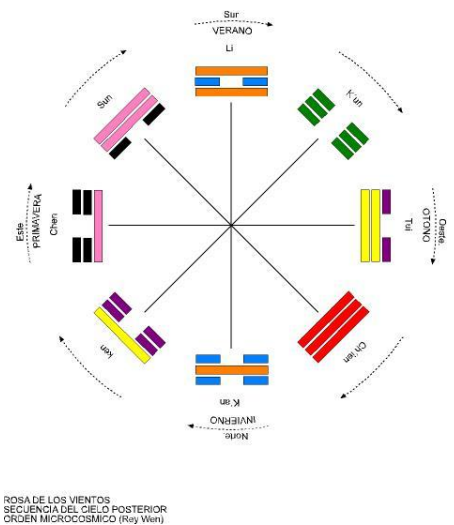 Sur
VERANO
Li
K'un
Oeste
OTOÑO
Tui
Ch'ien
K'an
INVIERNO
Norte
ken
Este
PRIMAVERA
Chen
Sun
ROSA DE LOS VIENTOS
SECUENCIA DEL CIELO POSTERIOR
ORDEN MICROCOSMICO (Rey Wen)